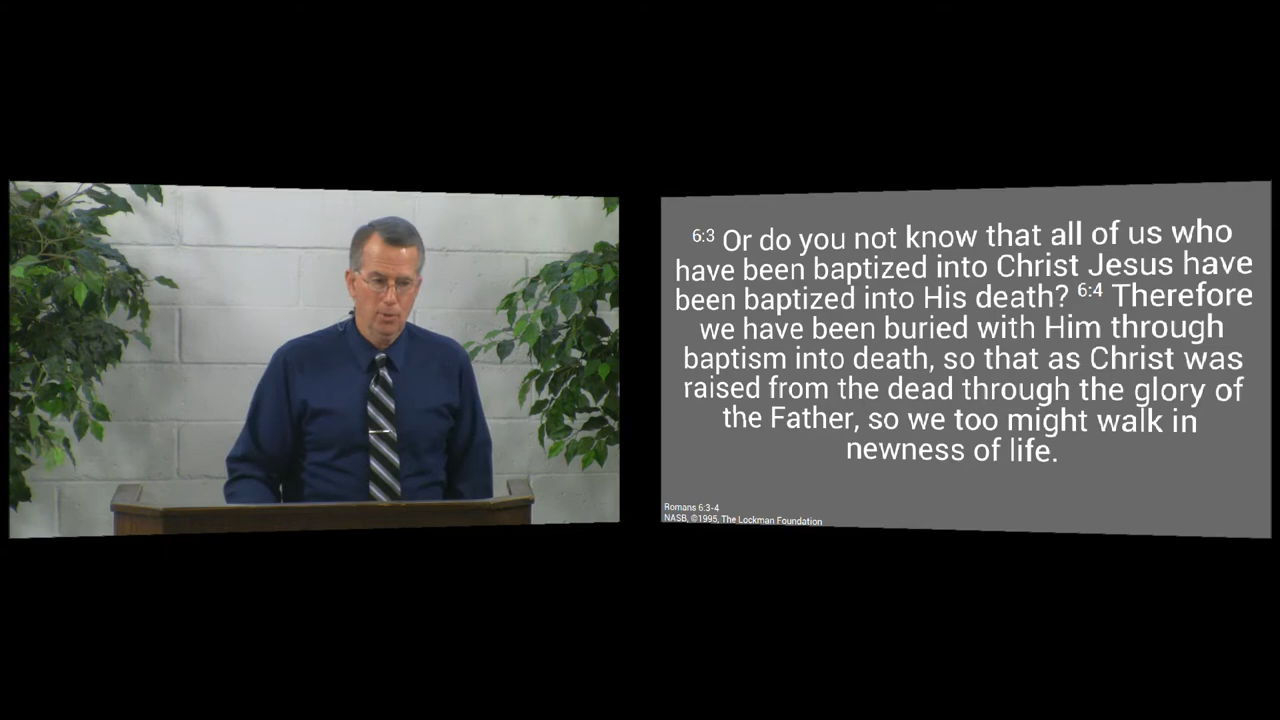 6:3 Or do you not know that all of us who
have been baptized into Christ Jesus have
been baptized into His death? 6:4 Therefore
we have been buried with Him through
baptism into death, so that as Christ was
raised from the dead through the glory of
the Father, so we too might walk in
newness of life.
Romans 6:3-4
NASB, ©1995, The Lockman Foundation